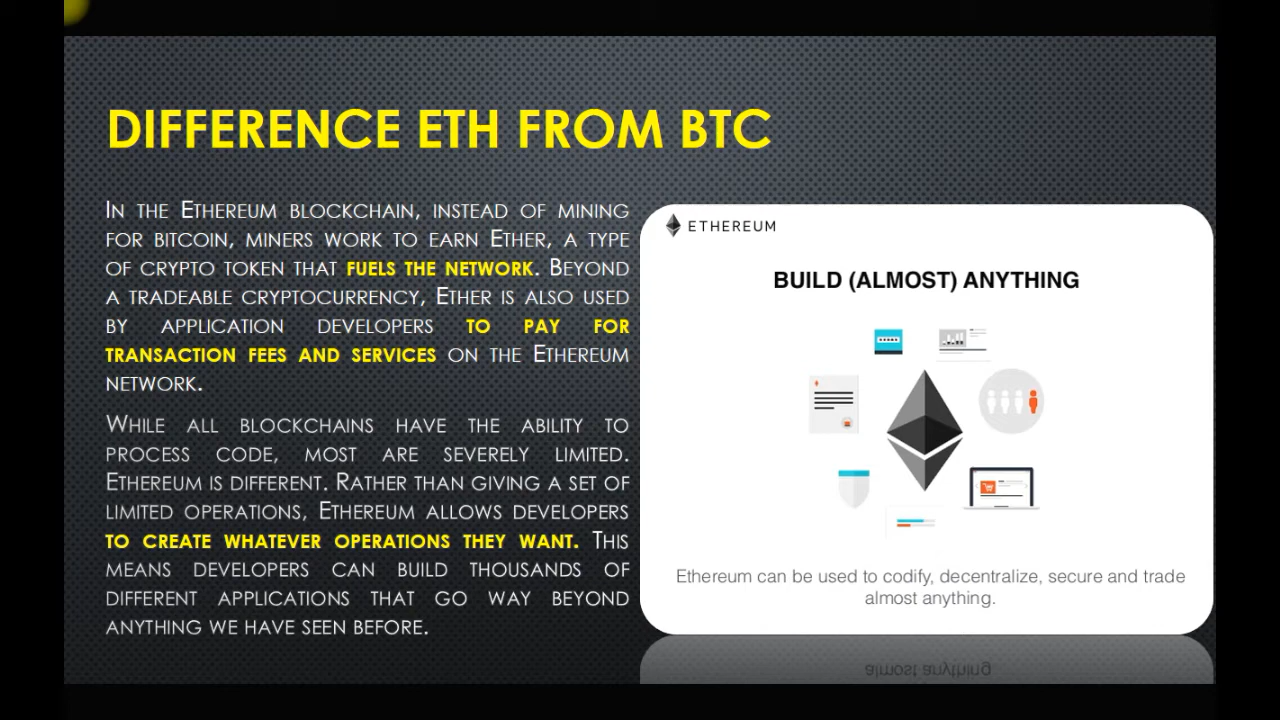 DIFFERENCE ETH FROM BTC
IN THE ETHEREUM BLOCKCHAIN, INSTEAD OF MINING
FOR BITCOIN, MINERS WORK TO EARN ETHER, A TYPE
OF CRYPTO TOKEN THAT FUELS THE NETWORK. BEYOND
A TRADEABLE CRYPTOCURRENCY, ETHER IS ALSO USED
BY APPLICATION DEVELOPERS TO PAY FOR
TRANSACTION FEES AND SERVICES ON THE ETHEREUM
NETWORK.
WHILE ALL BLOCKCHAINS HAVE THE ABILITY TO
PROCESS CODE, MOST ARE SEVERELY LIMITED.
ETHEREUM IS DIFFERENT. RATHER THAN GIVING A SET OF
LIMITED OPERATIONS, ETHEREUM ALLOWS DEVELOPERS
TO CREATE WHATEVER OPERATIONS THEY WANT. THIS
MEANS DEVELOPERS CAN BUILD THOUSANDS OF
DIFFERENT APPLICATIONS THAT GO WAY BEYOND
ANYTHING WE HAVE SEEN BEFORE.
ETHEREUM
BUILD (ALMOST) ANYTHING
Ethereum can be used to codify, decentralize, secure and trade
almost anything.